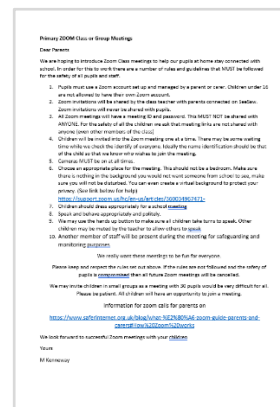 Primary ZOOM Class or Group Meetings
Dear Parents
We are hoping to introduce Zoom Class meetings to help our pupils at home stay connected with
school. In order for this to work there are a number of rules and guidelines that MUST be followed
for the safety of all pupils and staff.
1. Pupils must use a Zoom account set up and managed by a parent or carer. Children under 16
are not allowed to have their own Zoom account.
2. Zoom invitations will be shared by the class teacher with parents connected on SeeSaw.
Zoom invitations will never be shared with pupils.
3. All Zoom meetings will have a meeting ID and password. This MUST NOT be shared with
ANYONE. For the safety of all the children we ask that meeting links are not shared with
anyone (even other members of the class)
4. Children will be invited into the Zoom meeting one at a time. There may be some waiting
time while we check the identify of everyone. Ideally the name identification should be that
of the child so that we know who wishes to join the meeting.
5. Cameras MUST be on at all times.
6. Choose an appropriate place for the meeting. This should not be a bedroom. Make sure
there is nothing in the background you would not want someone from school to see, make
sure you will not be disturbed. You can even create a virtual background to protect your
privacy. (See link below for help)
7. Children should dress appropriately for a school meeting
8. Speak and behave appropriately and politely.
9. We may use the hands up button to make sure all children take turns to speak. Other
children may be muted by the teacher to allow others to speak
10. Another member of staff will be present during the meeting for safeguarding and
monitoring purposes
We really want these meetings to be fun for everyone.
Please keep and respect the rules set out above. If the rules are not followed and the safety of
pupils is compromised then all future Zoom meetings will be cancelled.
We may invite children in small groups as a meeting with 30 pupils would be very difficult for all.
Please be patient. All children will have an opportunity to join a meeting.
Information for zoom calls for parents on
We look forward to successful Zoom meetings with your children
Yours
M Kenneway